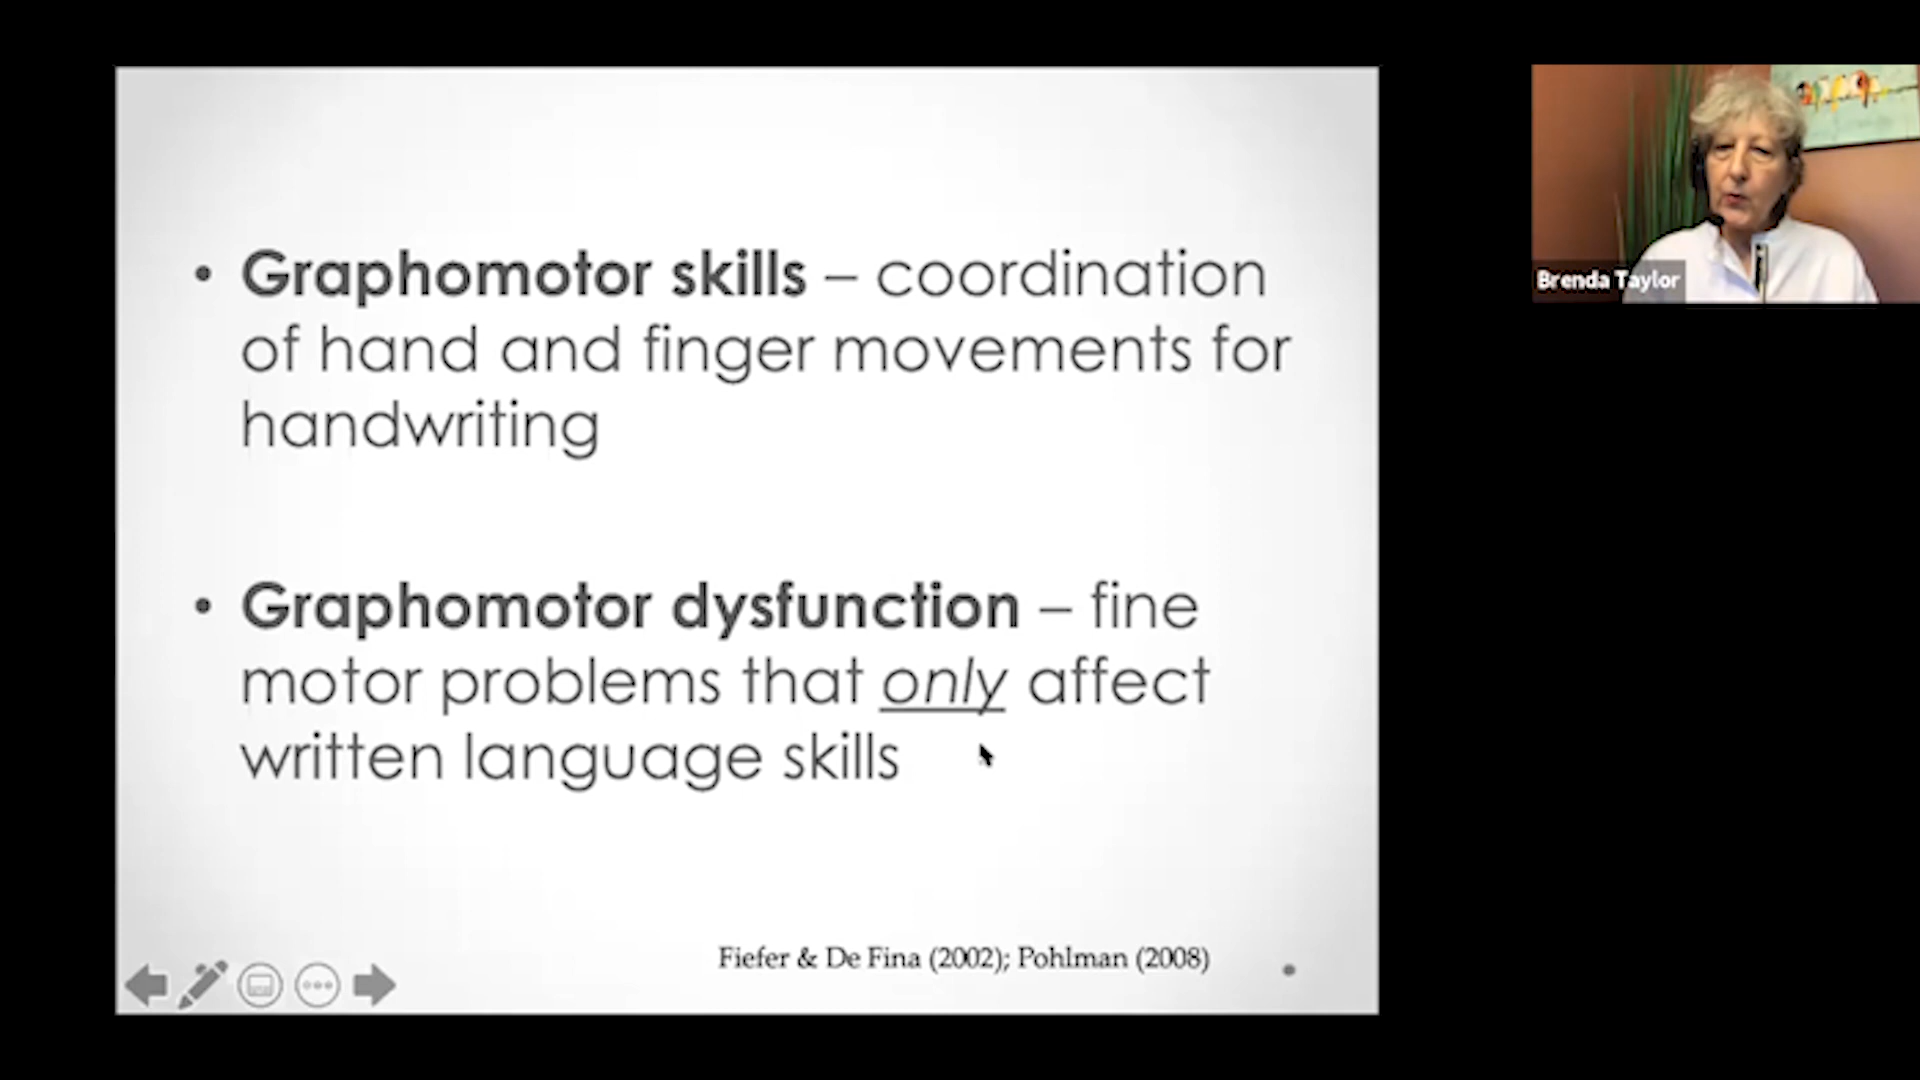 • Graphomotor skills – coordination
of hand and finger movements for
handwriting
• Graphomotor dysfunction – fine
motor problems that only affect
written language skills
Fiefer & De Fina (2002); Pohlman (2008)
Brenda Taylor